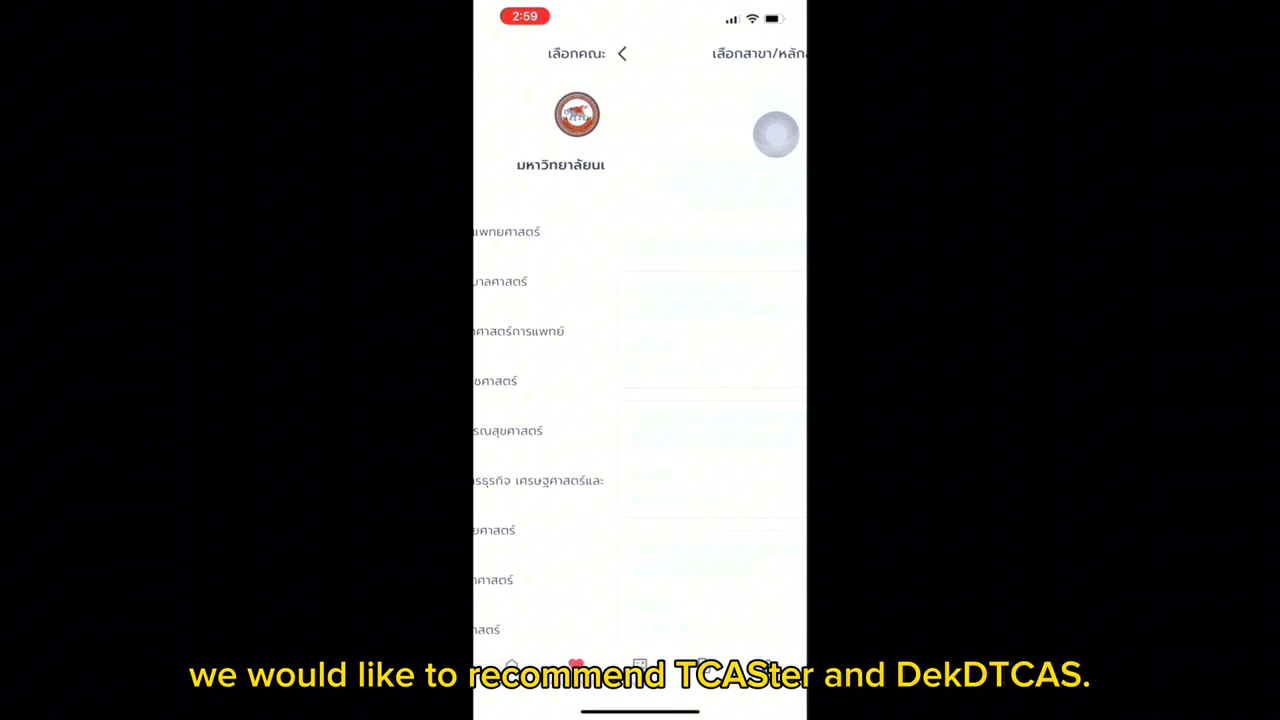 2:59
เลือกคณะ
เลือกสาขา/หลัก
มหาวิทยาลัยนเ
แพทยศาสตร์
บาลศาสตร์
ศาสตร์การแพทย์
ชศาสตร์
รณสุขศาสตร์
รธุรกิจ เศรษฐศาสตร์และ
ยศาสตร์
ศาสตร์
าสตร์
we would like to recommend TCASter and DekDTCAS.